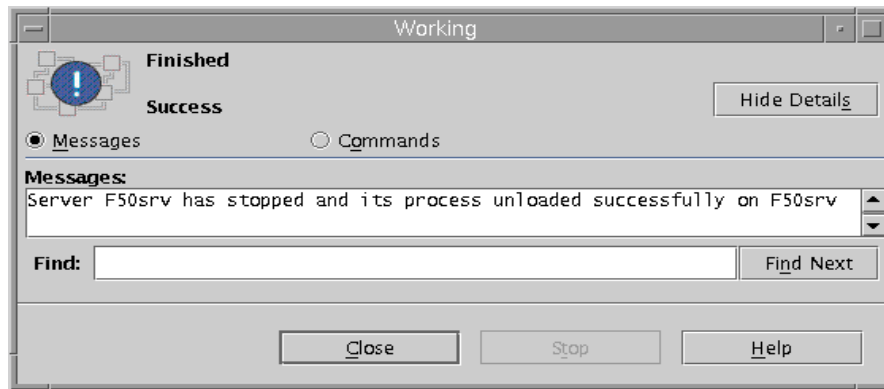 Working
Finished
Success
Hide Details
Messages
Commands
Messages:
Server F50srv has stopped and its process unloaded successfully on F50srv
Find:
Find Next
Close
Stop
Help